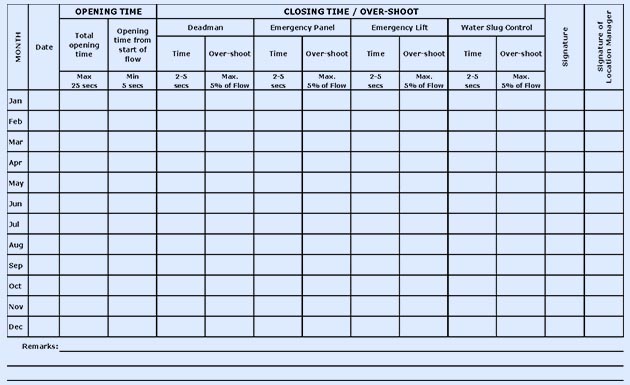 OPENING TIME CLOSING TIME / OVER-SHOOT
MONTH
Date
Total
opening
time
Opening
time from
start of
flow
Deadman Emergency Panel Emergency Lift Water Slug Control
Time Over-shoot Time Over-shoot Time Over-shoot Time Over-shoot
Signature
Signature of
Location Manager
Max
25 secs
Min
5 secs
2-5
secs
Max.
5% of Flow
2-5
secs
Max.
5% of Flow
2-5
secs
Max.
5% of Flow
2-5
secs
Max.
5% of Flow
Jan
Feb
Mar
Apr
May
Jun
Jul
Aug
Sep
Oct
Nov
Dec
Remarks: